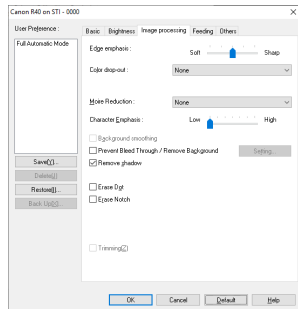 Canon R40 on STI - 0000
User Preference :
Full Automatic Mode
Save(Y)...
Delete(J)
Restore(I)...
Back Up(N)...
Basic Brightness Image processing Feeding Others
Edge emphasis :
Soft Sharp
Color drop-out :
None
Moire Reduction :
None
Character Emphasis :
Low High
Background smoothing
Prevent Bleed Through / Remove Background
Setting...
Remove shadow
Erase Dot
Erase Notch
Trimming(Z)
OK Cancel Default Help